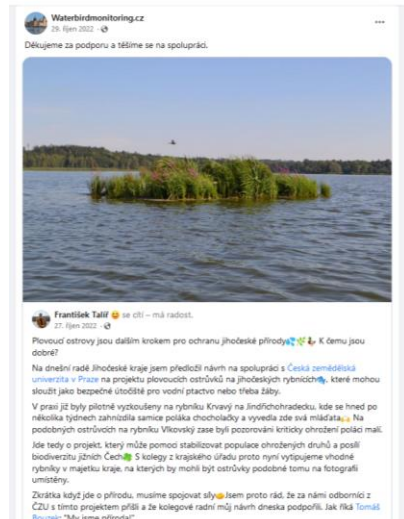 Waterbirdmonitoring.cz
29. říjen 2022
Děkujeme za podporu a těšíme se na spolupráci.
František Talíř se cítí – má radost.
27. říjen 2022
Plovoucí ostrovy jsou dalším krokem pro ochranu jihočeské přírody K čemu jsou
dobré?
Na dnešní radě Jihočeské kraje jsem předložil návrh na spolupráci s Česká zemědělská
univerzita v Praze na projektu plovoucích ostrůvků na jihočeských rybnících, které mohou
sloužit jako bezpečné útočiště pro vodní ptactvo nebo třeba žáby.
V praxi již byly pilotně vyzkoušeny na rybníku Krvavý na Jindřichohradecku, kde se hned po
několika týdnech zahnízdila samice poláka chocholačky a vyvedla zde svá mláďata. Na
podobných ostrůvcích na rybníku Vlkovský zase byli pozorováni kriticky ohrožení poláci malí.
Jde tedy o projekt, který může pomoci stabilizovat populace ohrožených druhů a posílí
biodiverzitu jižních Čech S kolegy z krajského úřadu proto nyní vytipujeme vhodné
rybníky v majetku kraje, na kterých by mohli být ostrůvky podobné tomu na fotografii
umístěny.
Zkrátka když jde o přírodu, musíme spojovat síly Jsem proto rád, že za námi odborníci z
ČZU s tímto projektem přišli a že kolegové radní můj návrh dneska podpořili. Jak říká Tomáš
Bouzek: "My jsme příroda!"